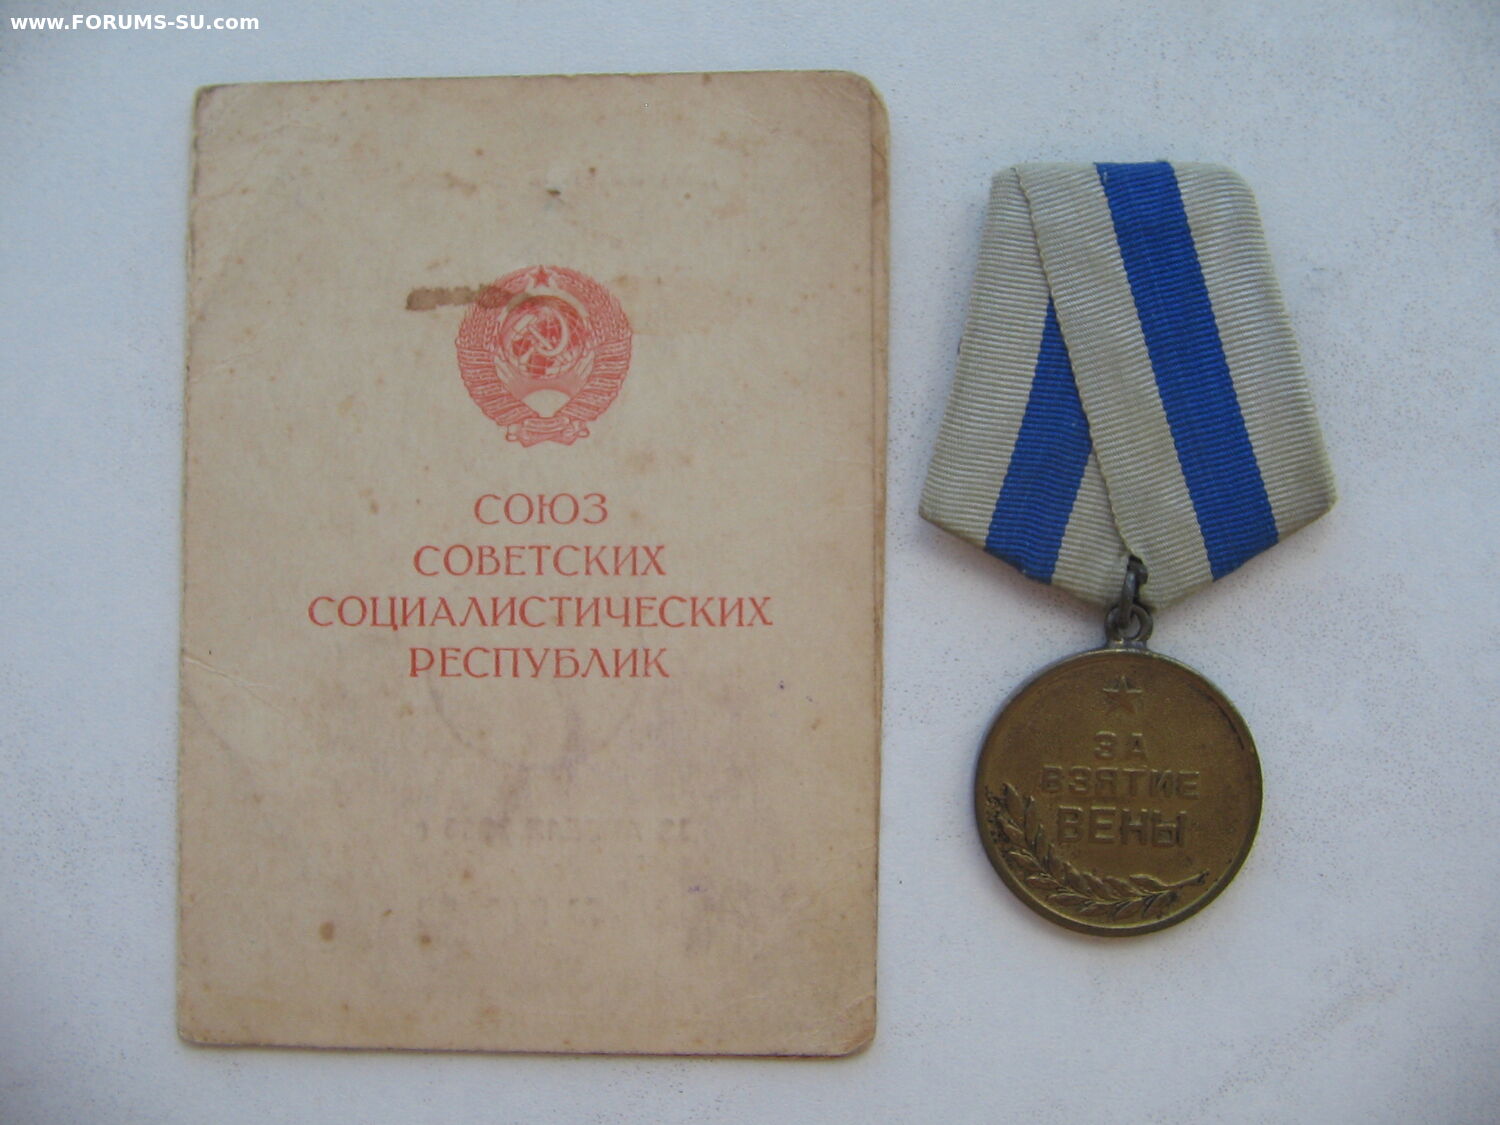 www.FORUMS-SU.com
СОЮЗ
СОВЕТСКИХ
СОЦИАЛИСТИЧЕСКИХ
РЕСПУБЛИК
ЗА
ВЗЯТИЕ
ВЕНЫ